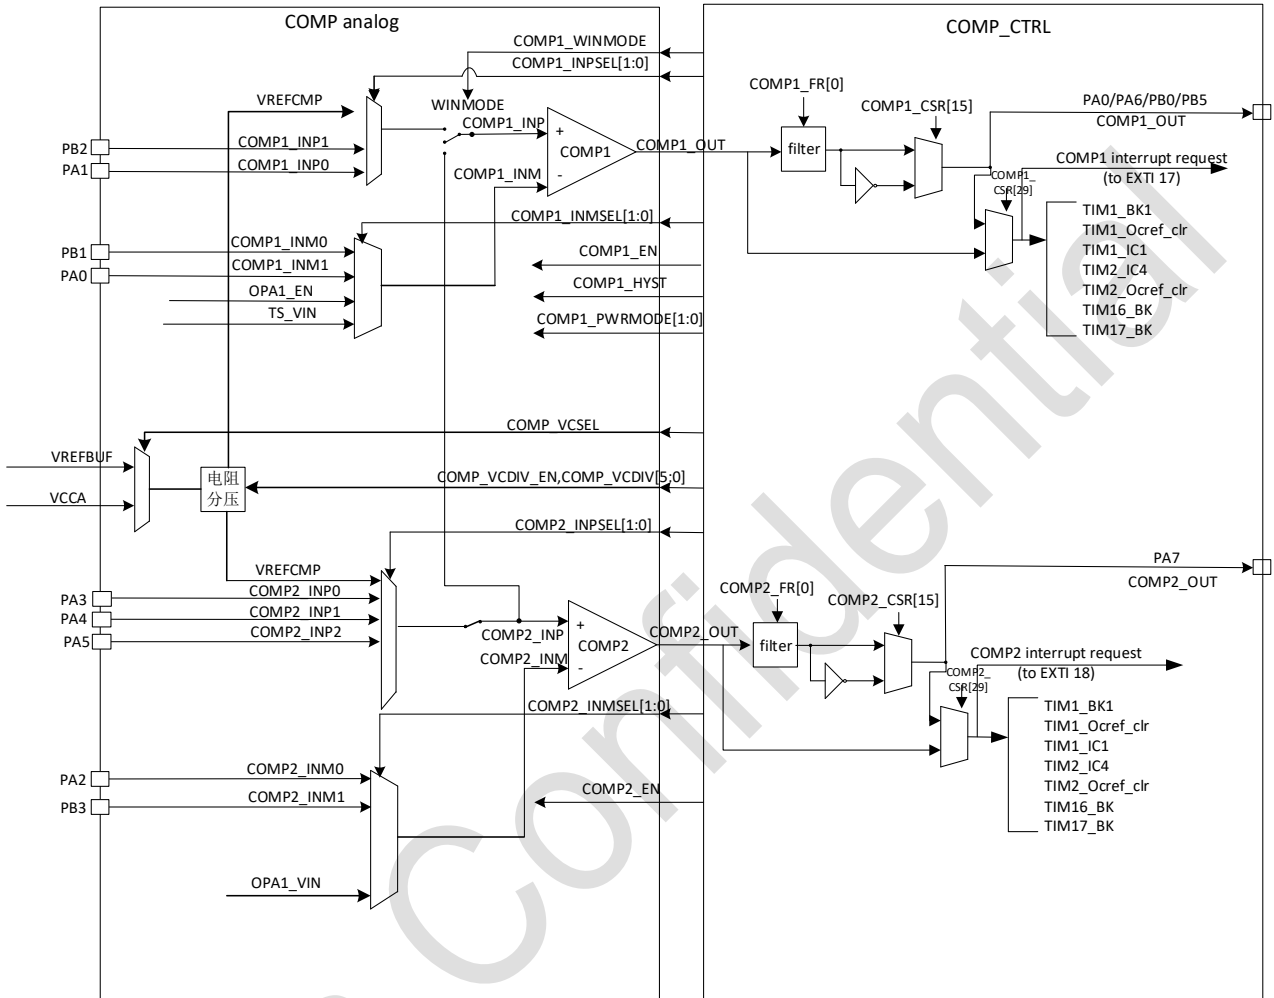 COMP analog
COMP_CTRL
COMP1_WINMODE
COMP1_INPSEL[1:0]
COMP1_FR[0]
COMP1_CSR[15]
PA0/PA6/PB0/PB5
COMP1_OUT
VREFCMP
WINMODE
COMP1_INP
PB2
COMP1_INP1
PA1
COMP1_INP0
+
COMP1
-
COMP1_OUT
filter
COMP1 interrupt request
(to EXTI 17)
COMP1_
CSR[29]
COMP1_INM
COMP1_INMSEL[1:0]
PB1
COMP1_INM0
PA0
COMP1_INM1
OPA1_EN
TS_VIN
COMP1_EN
COMP1_HYST
COMP1_PWRMODE[1:0]
TIM1_BK1
TIM1_Ocref_clr
TIM1_IC1
TIM2_IC4
TIM2_Ocref_clr
TIM16_BK
TIM17_BK
COMP_VCSEL
VREFBUF
VCCA
电阻
分压
COMP_VCDIV_EN,COMP_VCDIV[5:0]
COMP2_INPSEL[1:0]
VREFCMP
PA3
COMP2_INP0
PA4
COMP2_INP1
PA5
COMP2_INP2
COMP2_INP
COMP2_INM
+
COMP2
-
COMP2_OUT
COMP2_FR[0]
filter
COMP2_CSR[15]
PA7
COMP2_OUT
COMP2 interrupt request
(to EXTI 18)
COMP2_
CSR[29]
COMP2_INMSEL[1:0]
PA2
COMP2_INM0
PB3
COMP2_INM1
COMP2_EN
OPA1_VIN
TIM1_BK1
TIM1_Ocref_clr
TIM1_IC1
TIM2_IC4
TIM2_Ocref_clr
TIM16_BK
TIM17_BK
Confidential